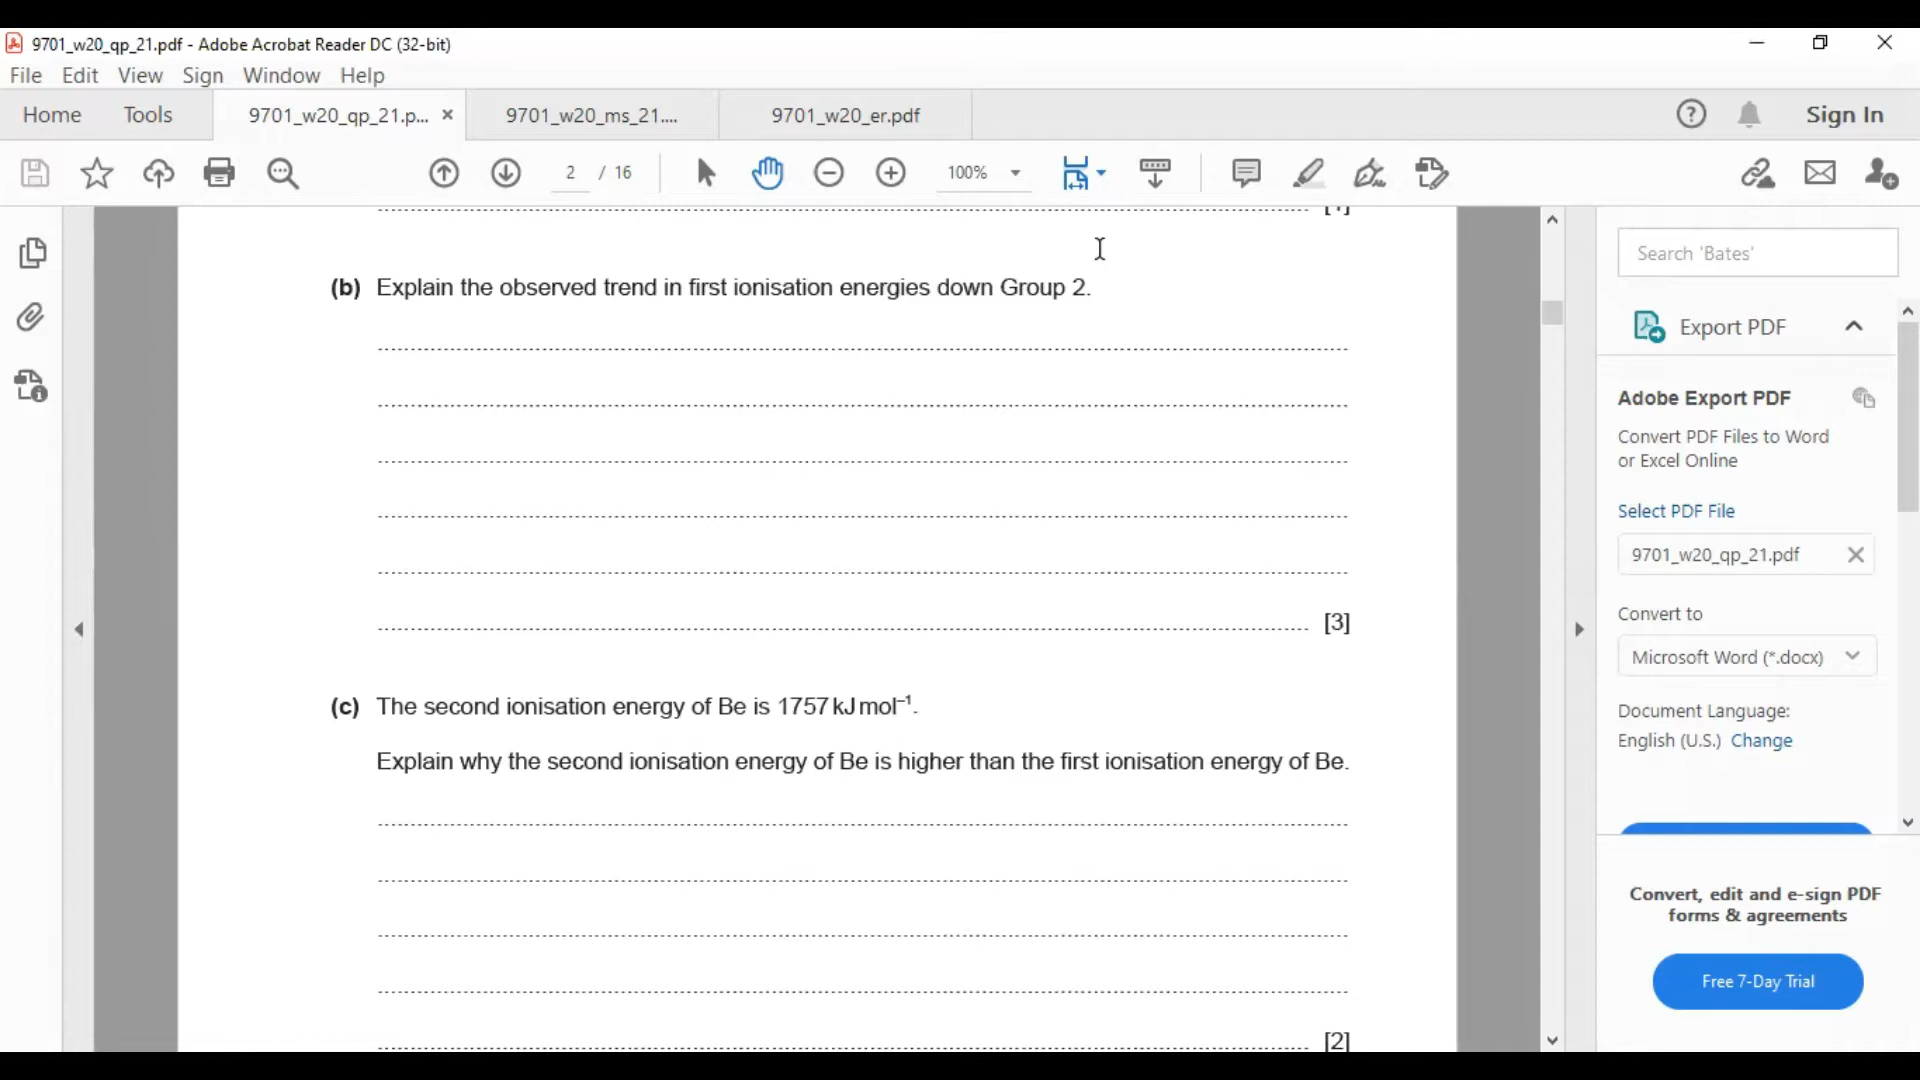 9701_w20_qp_21.pdf - Adobe Acrobat Reader DC (32-bit)
File Edit View Sign Window Help
Home Tools 9701_w20_qp_21.p... × 9701_w20_ms_21.... 9701_w20_er.pdf Sign In
2 / 16 100%
(b) Explain the observed trend in first ionisation energies down Group 2.
[3]
(c) The second ionisation energy of Be is 1757 kJ mol⁻¹.
Explain why the second ionisation energy of Be is higher than the first ionisation energy of Be.
[2]
Search 'Bates'
Export PDF
Adobe Export PDF
Convert PDF Files to Word
or Excel Online
Select PDF File
9701_w20_qp_21.pdf
Convert to
Microsoft Word (*.docx)
Document Language:
English (U.S.) Change
Convert, edit and e-sign PDF
forms & agreements
Free 7-Day Trial